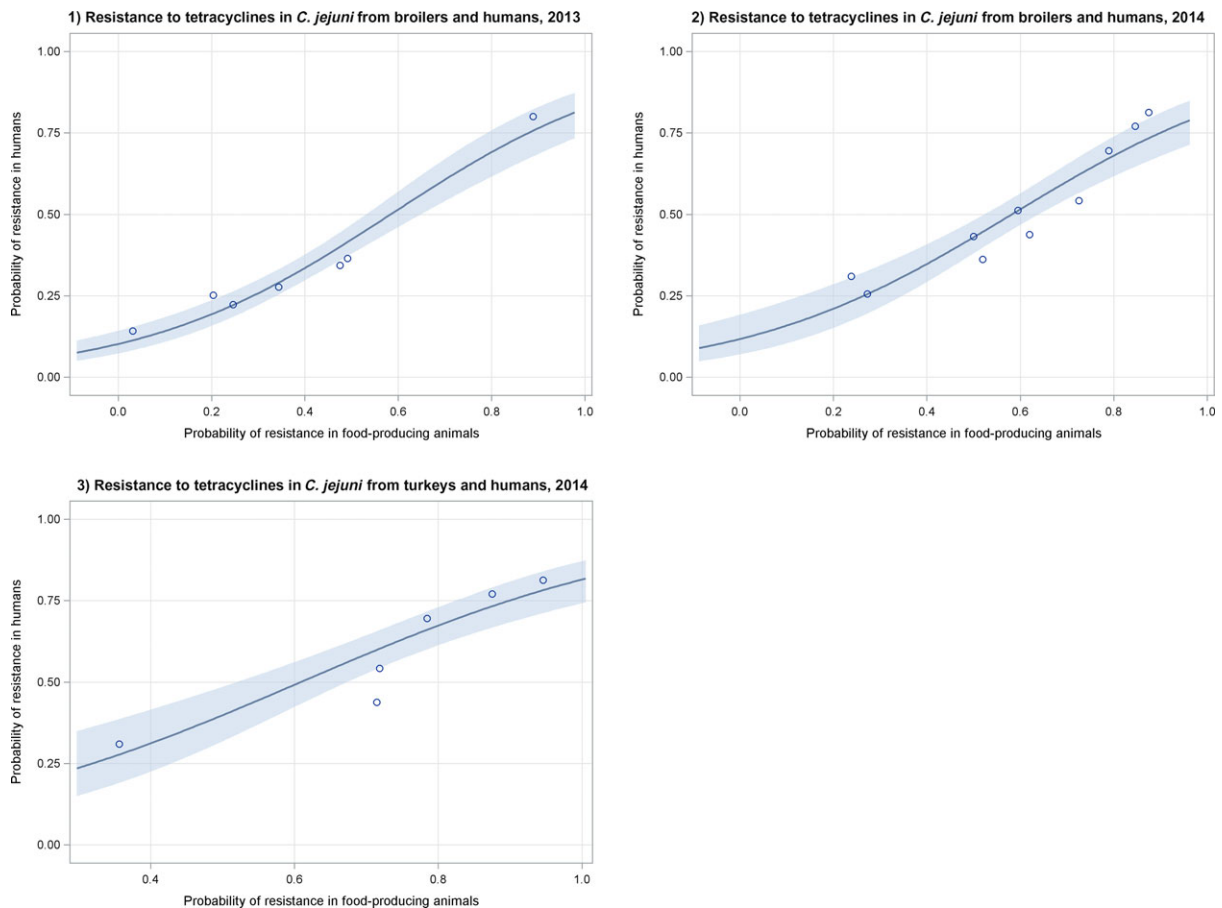 1) Resistance to tetracyclines in C. jejuni from broilers and humans, 2013
1.00
0.75
0.50
0.25
0.00
Probability of resistance in humans
0.0 0.2 0.4 0.6 0.8 1.0
Probability of resistance in food-producing animals
2) Resistance to tetracyclines in C. jejuni from broilers and humans, 2014
1.00
0.75
0.50
0.25
0.00
Probability of resistance in humans
0.0 0.2 0.4 0.6 0.8 1.0
Probability of resistance in food-producing animals
3) Resistance to tetracyclines in C. jejuni from turkeys and humans, 2014
1.00
0.75
0.50
0.25
0.00
Probability of resistance in humans
0.4 0.6 0.8 1.0
Probability of resistance in food-producing animals